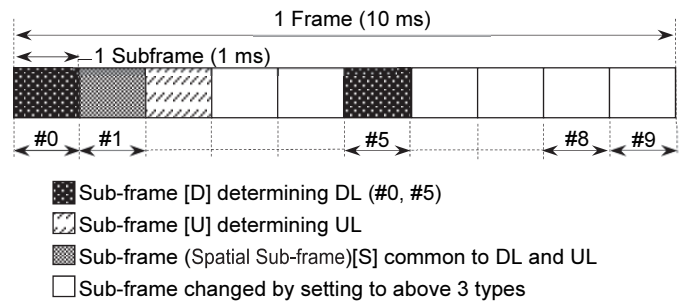 1 Frame (10 ms)
1 Subframe (1 ms)
#0 #1 #5 #8 #9
Sub-frame [D] determining DL (#0, #5)
Sub-frame [U] determining UL
Sub-frame (Spatial Sub-frame)[S] common to DL and UL
Sub-frame changed by setting to above 3 types